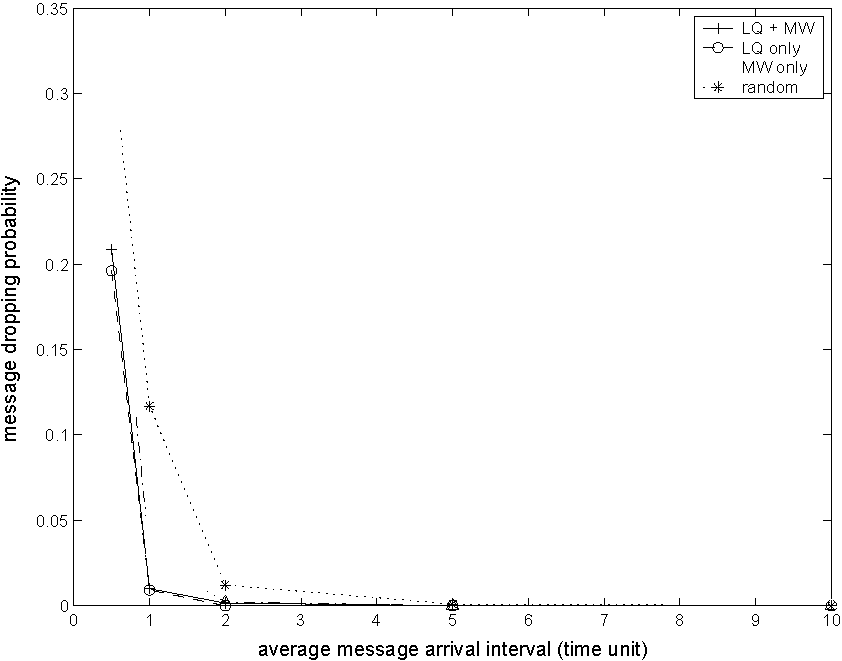 0.35
0.3
0.25
0.2
0.15
0.1
0.05
0
0 1 2 3 4 5 6 7 8 9 10
message dropping probability
average message arrival interval (time unit)
LQ + MW
LQ only
MW only
random